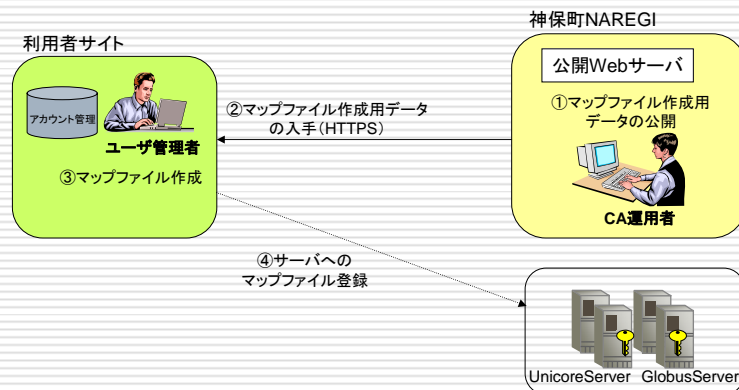 神保町NAREGI
利用者サイト
公開Webサーバ
①マップファイル作成用
データの公開
②マップファイル作成用データ
の入手(HTTPS)
アカウント管理
ユーザ管理者
③マップファイル作成
CA運用者
④サーバへの
マップファイル登録
UnicoreServer GlobusServer